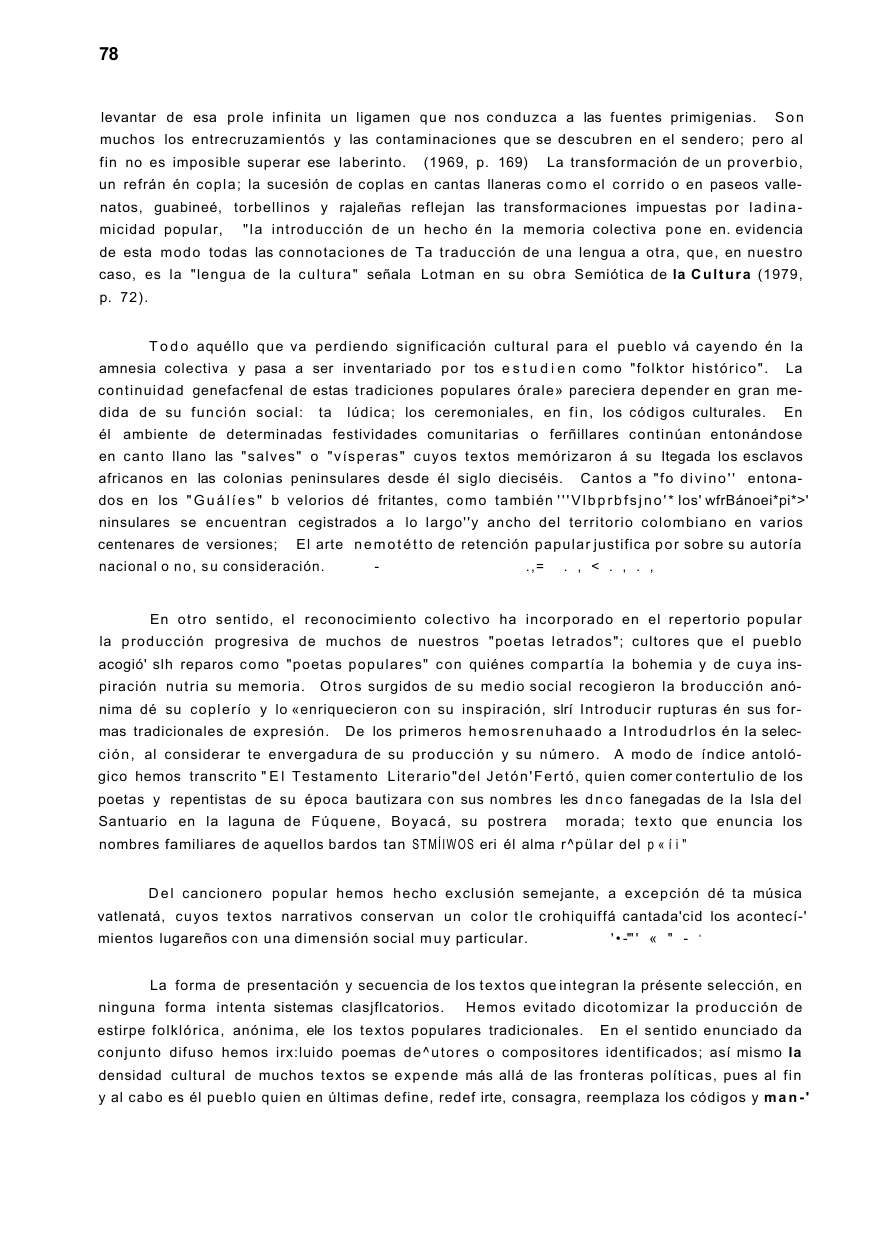 78
levantar de esa prole infinita un ligamen que nos conduzca a las fuentes primigenias. Son
muchos los entrecruzamientós y las contaminaciones que se descubren en el sendero; pero al
fin no es imposible superar ese laberinto. (1969, p. 169) La transformación de un proverbio,
un refrán én copla; la sucesión de coplas en cantas llaneras como el corrido o en paseos valle-
natos, guabineé, torbellinos y rajaleñas reflejan las transformaciones impuestas por ladina-
micidad popular, "la introducción de un hecho én la memoria colectiva pone en. evidencia
de esta modo todas las connotaciones de Ta traducción de una lengua a otra, que, en nuestro
caso, es la "lengua de la cultura" señala Lotman en su obra Semiótica de la Cultura (1979,
p. 72).
Todo aquéllo que va perdiendo significación cultural para el pueblo vá cayendo én la
amnesia colectiva y pasa a ser inventariado por tos estudien como "folktor histórico". La
continuidad genefacfenal de estas tradiciones populares órale» pareciera depender en gran me-
dida de su función social: ta lúdica; los ceremoniales, en fin, los códigos culturales. En
él ambiente de determinadas festividades comunitarias o ferñillares continúan entonándose
en canto llano las "salves" o "vísperas" cuyos textos memórizaron á su Itegada los esclavos
africanos en las colonias peninsulares desde él siglo dieciséis. Cantos a "fo divino'' entona-
dos en los "Guálíes" b velorios dé fritantes, como también '''Vlbprbfsjno'* los' wfrBánoei*pi*>'
ninsulares se encuentran cegistrados a lo largo''y ancho del territorio colombiano en varios
centenares de versiones; El arte nemotétto de retención papular justifica por sobre su autoría
nacional o no, su consideración. - .,= . , < . , . ,
En otro sentido, el reconocimiento colectivo ha incorporado en el repertorio popular
la producción progresiva de muchos de nuestros "poetas letrados"; cultores que el pueblo
acogió' slh reparos como "poetas populares" con quiénes compartía la bohemia y de cuya ins-
piración nutria su memoria. Otros surgidos de su medio social recogieron la broducción anó-
nima dé su coplerío y lo «enriquecieron con su inspiración, slrí Introducir rupturas én sus for-
mas tradicionales de expresión. De los primeros hemosrenuhaado a Introdudrlos én la selec-
ción, al considerar te envergadura de su producción y su número. A modo de índice antoló-
gico hemos transcrito "El Testamento Literario"del Jetón'Fertó, quien comer contertulio de los
poetas y repentistas de su época bautizara con sus nombres les dnco fanegadas de la Isla del
Santuario en la laguna de Fúquene, Boyacá, su postrera morada; texto que enuncia los
nombres familiares de aquellos bardos tan STMÍIWOS eri él alma r^pülar del p«íi"
Del cancionero popular hemos hecho exclusión semejante, a excepción dé ta música
vatlenatá, cuyos textos narrativos conservan un color tle crohiquiffá cantada'cid los acontecí-'
mientos lugareños con una dimensión social muy particular. '•-'"' « " - '
La forma de presentación y secuencia de los textos que integran la présente selección, en
ninguna forma intenta sistemas clasjflcatorios. Hemos evitado dicotomizar la producción de
estirpe folklórica, anónima, ele los textos populares tradicionales. En el sentido enunciado da
conjunto difuso hemos irx:luido poemas de^utores o compositores identificados; así mismo la
densidad cultural de muchos textos se expende más allá de las fronteras políticas, pues al fin
y al cabo es él pueblo quien en últimas define, redef irte, consagra, reemplaza los códigos y man-'